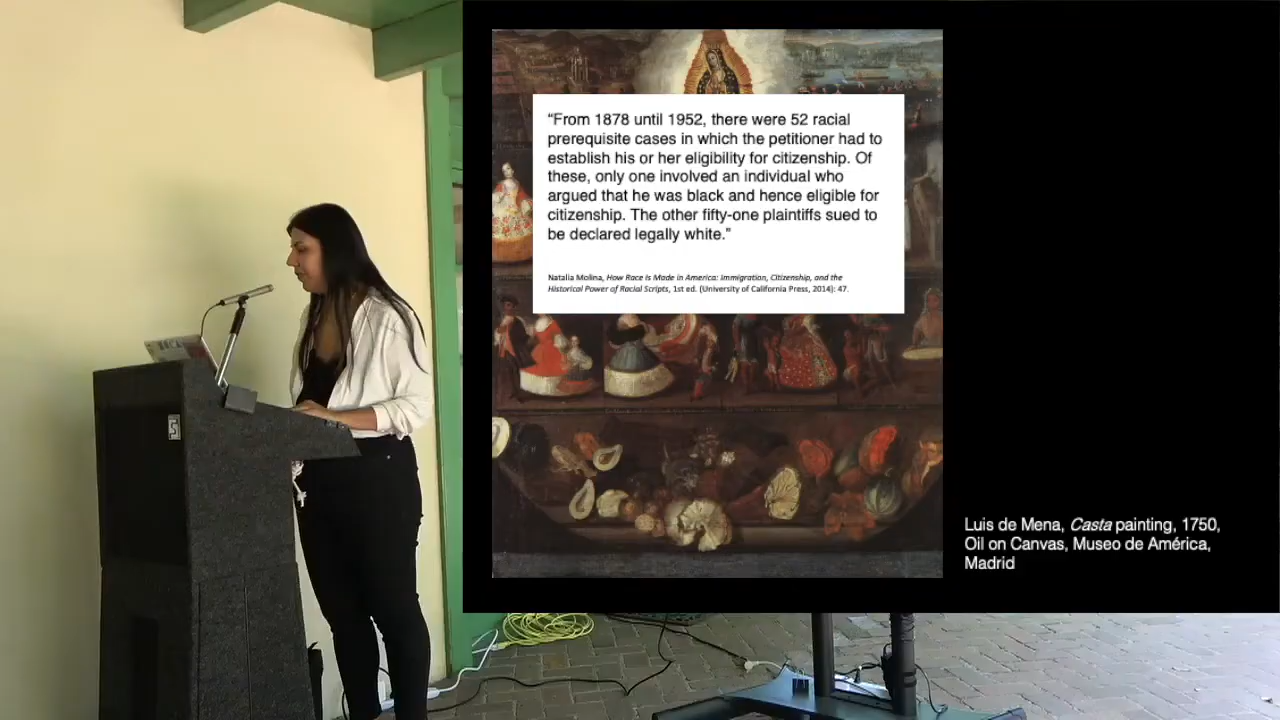 “From 1878 until 1952, there were 52 racial
prerequisite cases in which the petitioner had to
establish his or her eligibility for citizenship. Of
these, only one involved an individual who
argued that he was black and hence eligible for
citizenship. The other fifty-one plaintiffs sued to
be declared legally white.”
Natalia Molina, How Race Is Made in America: Immigration, Citizenship, and the
Historical Power of Racial Scripts, 1st ed. (University of California Press, 2014): 47.
Luis de Mena, Casta painting, 1750,
Oil on Canvas, Museo de América,
Madrid